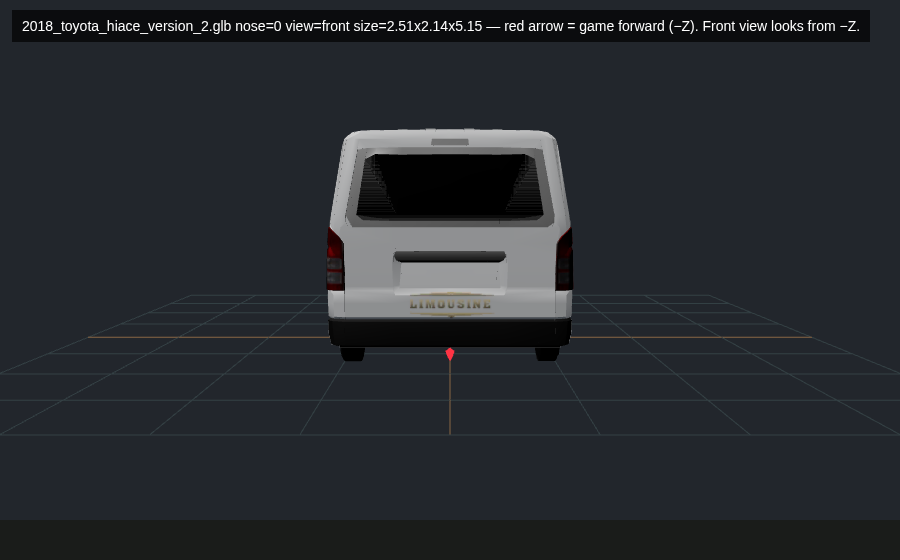 2018_toyota_hiace_version_2.glb nose=0 view=front size=2.51x2.14x5.15 — red arrow = game forward (−Z). Front view looks from −Z.
LIMOUSINE